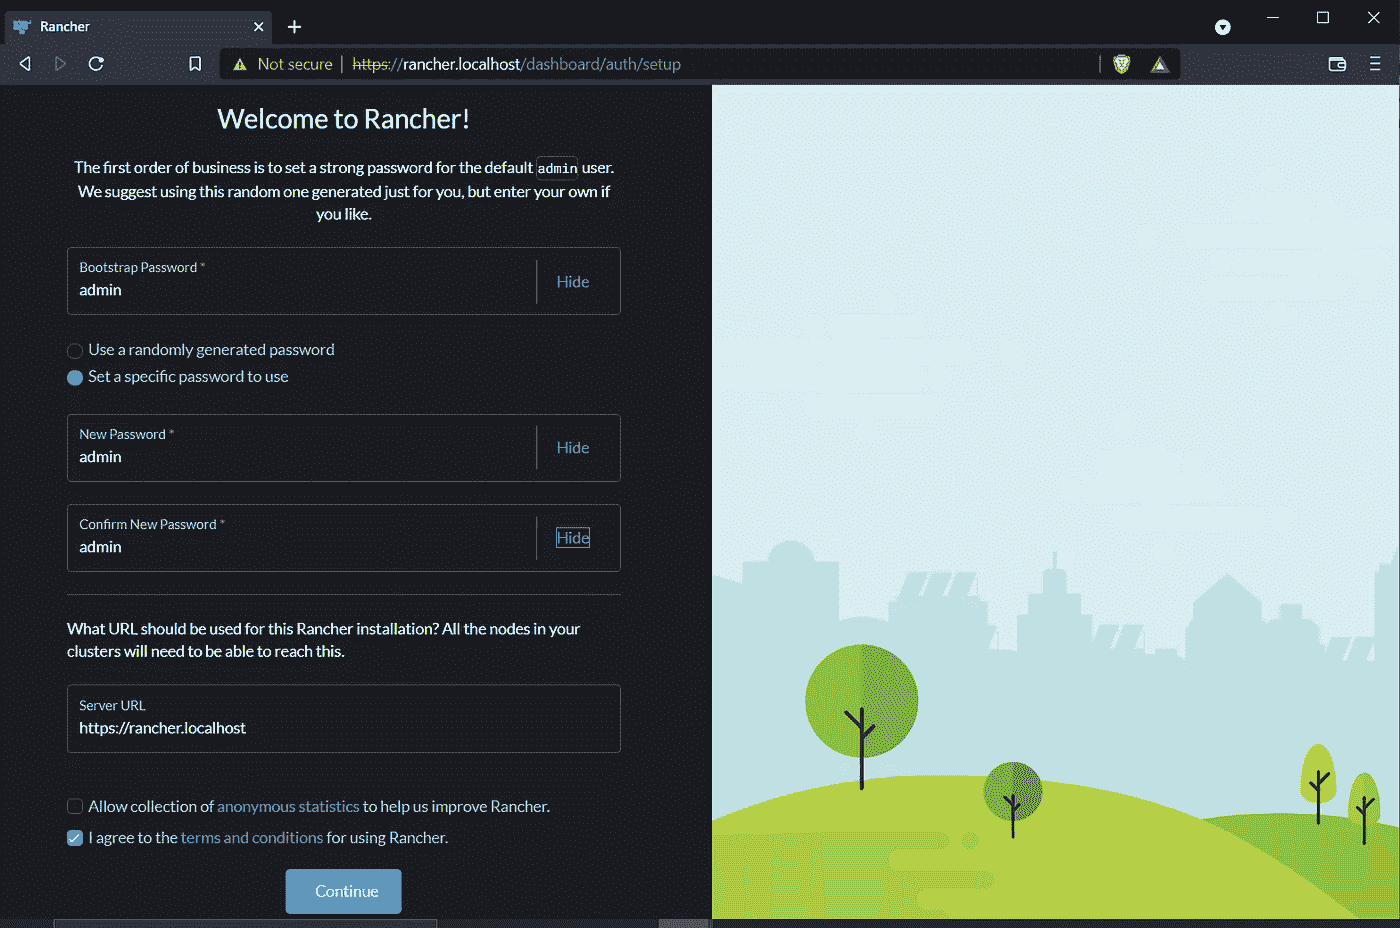 Rancher
Not secure | https://rancher.localhost/dashboard/auth/setup
Welcome to Rancher!
The first order of business is to set a strong password for the default admin user.
We suggest using this random one generated just for you, but enter your own if
you like.
Bootstrap Password *
admin
Hide
Use a randomly generated password
Set a specific password to use
New Password *
admin
Hide
Confirm New Password *
admin
Hide
What URL should be used for this Rancher installation? All the nodes in your
clusters will need to be able to reach this.
Server URL
https://rancher.localhost
Allow collection of anonymous statistics to help us improve Rancher.
I agree to the terms and conditions for using Rancher.
Continue